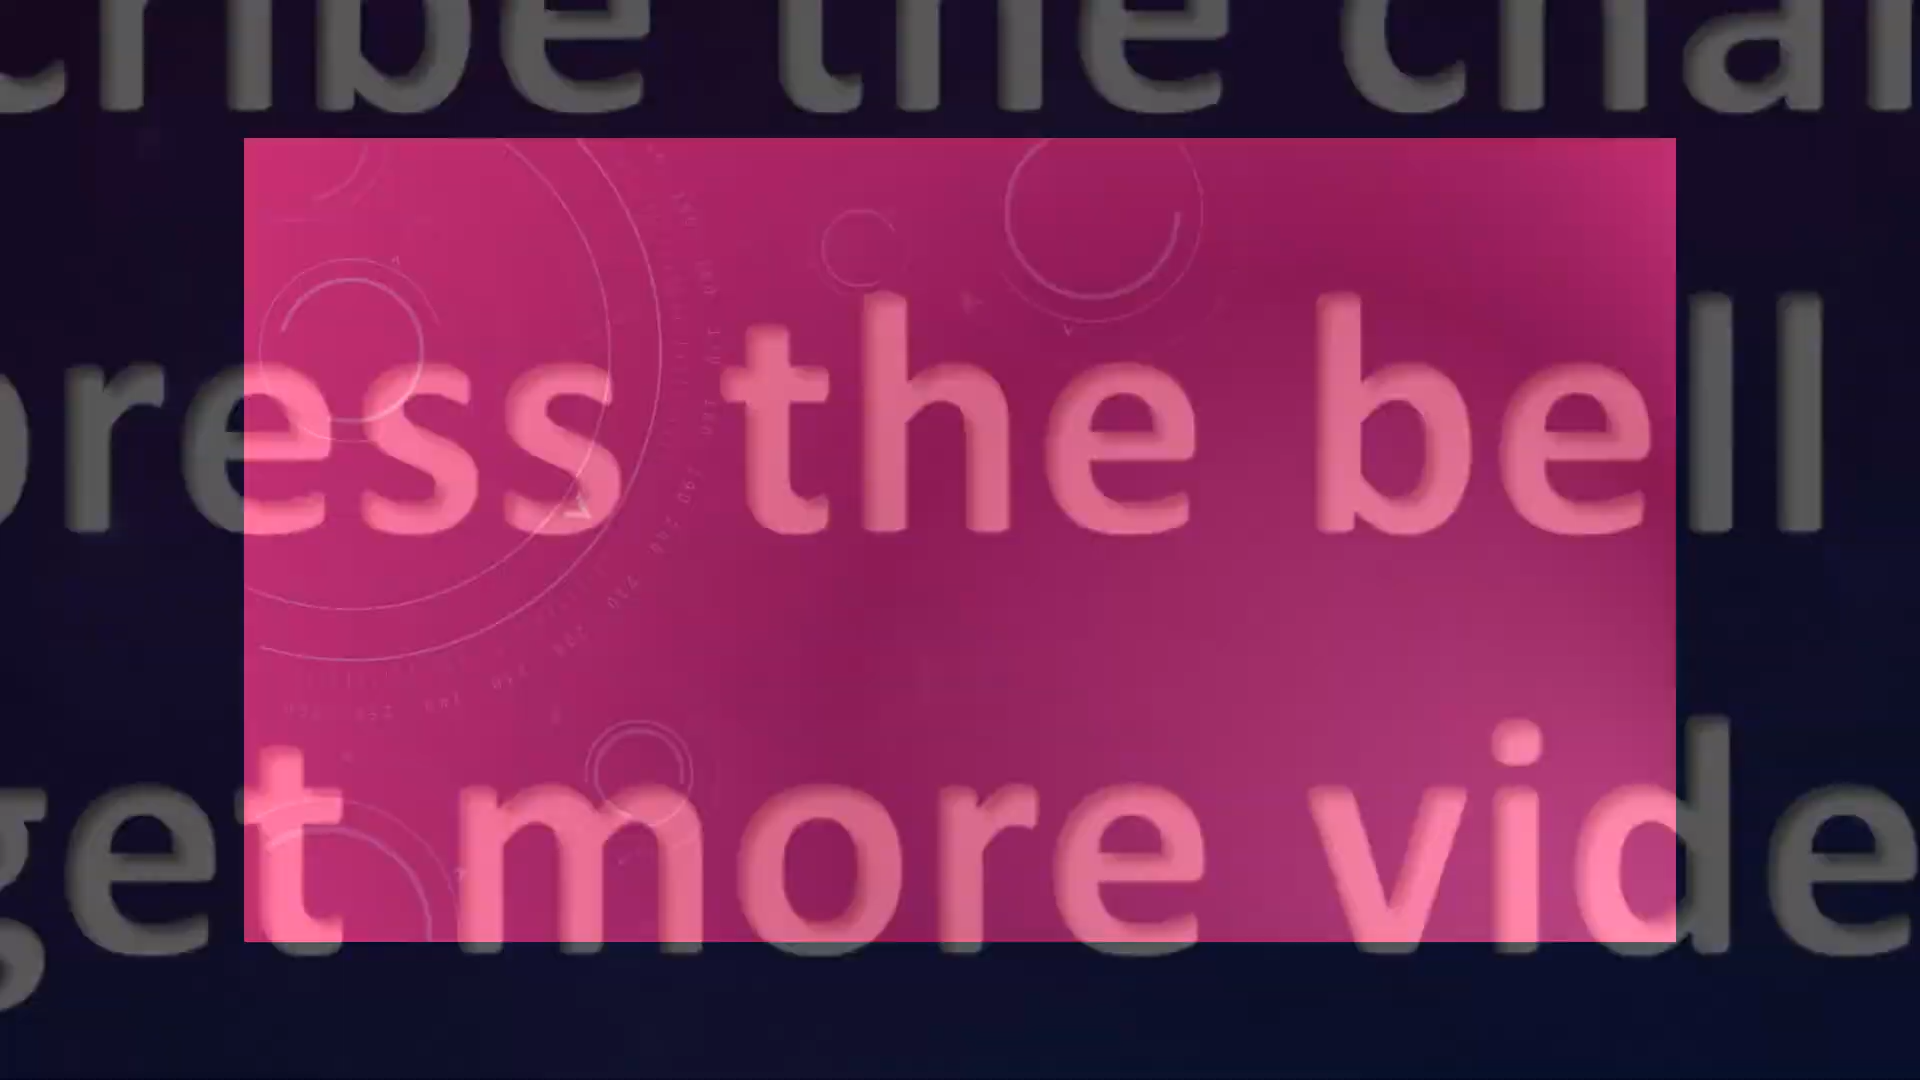 cribe the chan
press the bell
get more vide